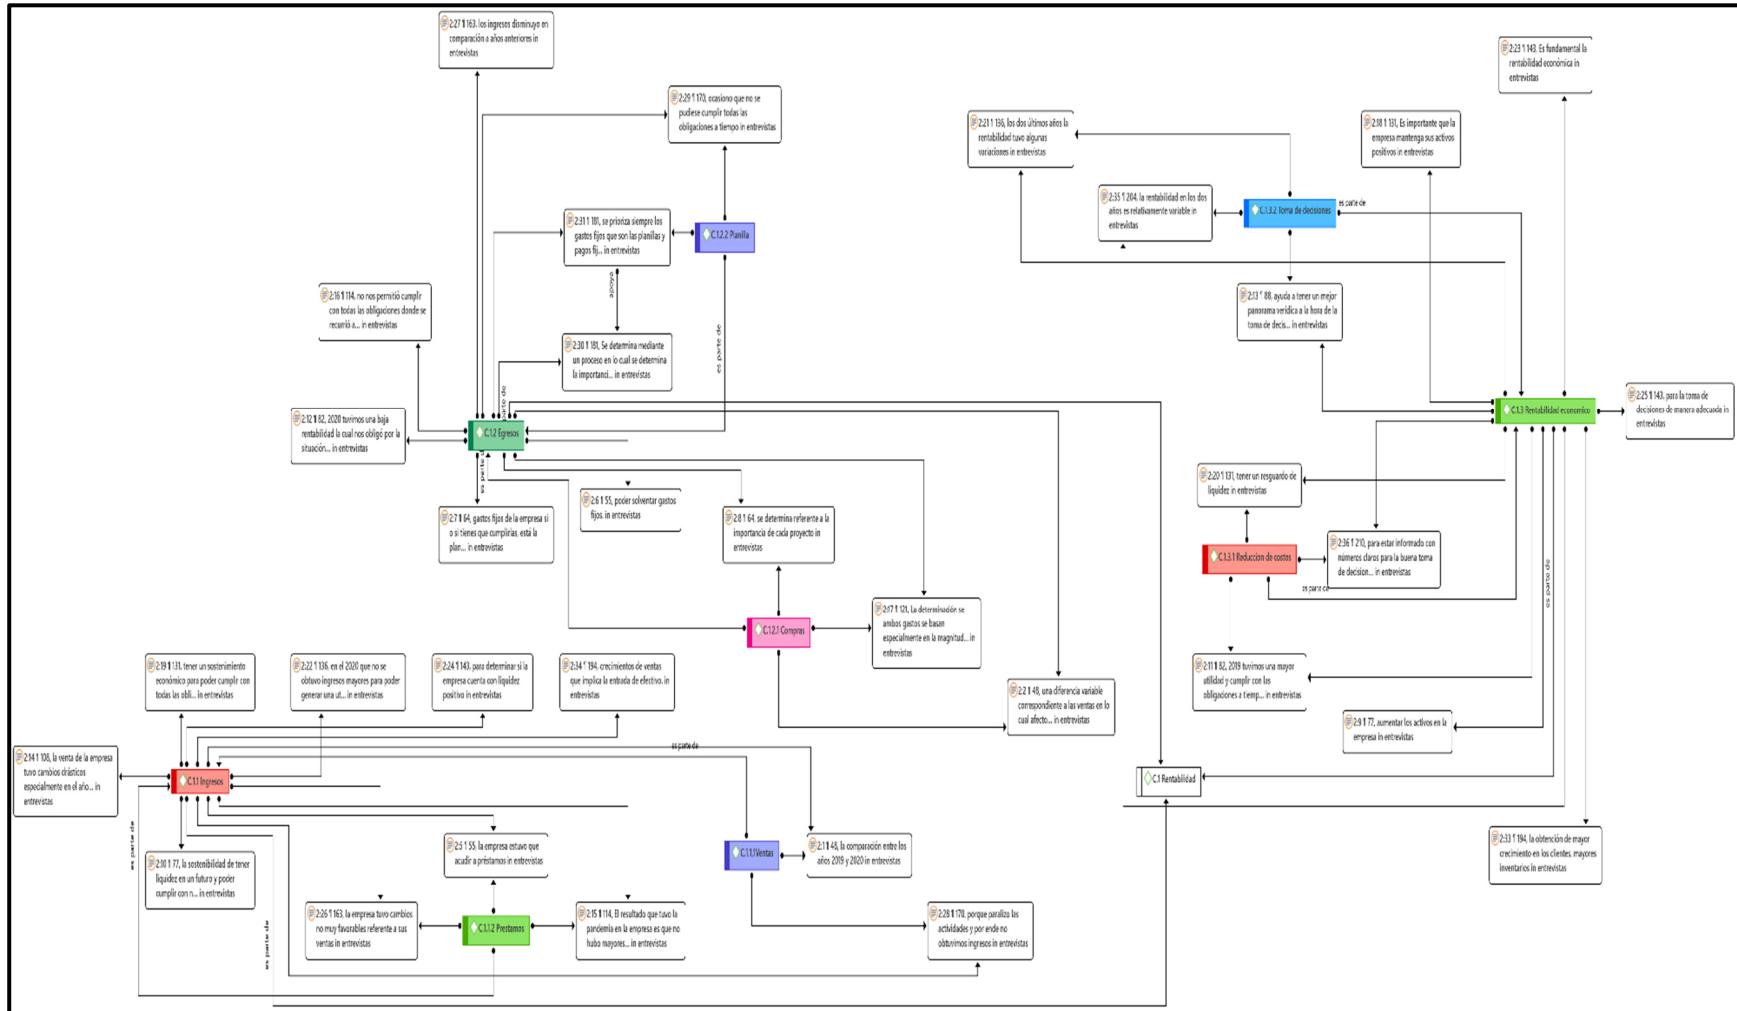 2:27 ¶ 163, los ingresos disminuyo en
comparación a años anteriores in
entrevistas
2:23 ¶ 143, Es fundamental la
rentabilidad económica in
entrevistas
2:29 ¶ 170, ocasiono que no se
pudiese cumplir todas las
obligaciones a tiempo in entrevistas
2:21 ¶ 136, los dos últimos años la
rentabilidad tuvo algunas
variaciones in entrevistas
2:18 ¶ 131, Es importante que la
empresa mantenga sus activos
positivos in entrevistas
2:35 ¶ 204, la rentabilidad en los dos
años es relativamente variable in
entrevistas
C.1.3.2 Toma de decisiones
es parte de
2:31 ¶ 181, se prioriza siempre los
gastos fijos que son las planillas y
pagos fij... in entrevistas
C.1.2.2 Planilla
apoya
es parte de
2:16 ¶ 114, no nos permitió cumplir
con todas las obligaciones donde se
recurrió a... in entrevistas
2:13 ¶ 88, ayuda a tener un mejor
panorama verídica a la hora de la
toma de decis... in entrevistas
2:30 ¶ 181, Se determina mediante
un proceso en lo cual se determina
la importanci... in entrevistas
2:12 ¶ 82, 2020 tuvimos una baja
rentabilidad la cual nos obligó por la
situación... in entrevistas
C.1.2 Egresos
es parte de
C.1.3 Rentabilidad economico
2:25 ¶ 143, para la toma de
decisiones de manera adecuada in
entrevistas
2:7 ¶ 64, gastos fijos de la empresa si
o si tienes que cumplirlas, está la
plan... in entrevistas
2:6 ¶ 55, poder solventar gastos
fijos. in entrevistas
2:8 ¶ 64, se determina referente a la
importancia de cada proyecto in
entrevistas
2:20 ¶ 131, tener un resguardo de
liquidez in entrevistas
C.1.3.1 Reduccion de costos
2:36 ¶ 210, para estar informado con
números claros para la buena toma
de decision... in entrevistas
es parte de
es parte de
C.1.2.1 Compras
2:17 ¶ 121, La determinación se
ambos gastos se basan
especialmente en la magnitud... in
entrevistas
2:19 ¶ 131, tener un sostenimiento
económico para poder cumplir con
todas las obli... in entrevistas
2:22 ¶ 136, en el 2020 que no se
obtuvo ingresos mayores para poder
generar una ut... in entrevistas
2:24 ¶ 143, para determinar si la
empresa cuenta con liquidez
positivo in entrevistas
2:34 ¶ 194, crecimientos de ventas
que implica la entrada de efectivo. in
entrevistas
2:2 ¶ 48, una diferencia variable
correspondiente a las ventas en lo
cual afecto... in entrevistas
2:11 ¶ 82, 2019 tuvimos una mayor
utilidad y cumplir con las
obligaciones a tiemp... in entrevistas
2:9 ¶ 77, aumentar los activos en la
empresa in entrevistas
es parte de
2:14 ¶ 108, la venta de la empresa
tuvo cambios drásticos
especialmente en el año... in
entrevistas
C.1.1 Ingresos
C.1 Rentabilidad
es parte de
2:10 ¶ 77, la sostenibilidad de tener
liquidez en un futuro y poder
cumplir con n... in entrevistas
2:5 ¶ 55, la empresa estuvo que
acudir a préstamos in entrevistas
C.1.1.1Ventas
2:1 ¶ 48, la comparación entre los
años 2019 y 2020 in entrevistas
2:33 ¶ 194, la obtención de mayor
crecimiento en los clientes, mayores
inventarios in entrevistas
es parte de
2:26 ¶ 163, la empresa tuvo cambios
no muy favorables referente a sus
ventas in entrevistas
C.1.1.2 Prestamos
2:15 ¶ 114, El resultado que tuvo la
pandemia en la empresa es que no
hubo mayores... in entrevistas
2:28 ¶ 170, porque paralizo las
actividades y por ende no
obtuvimos ingresos in entrevistas